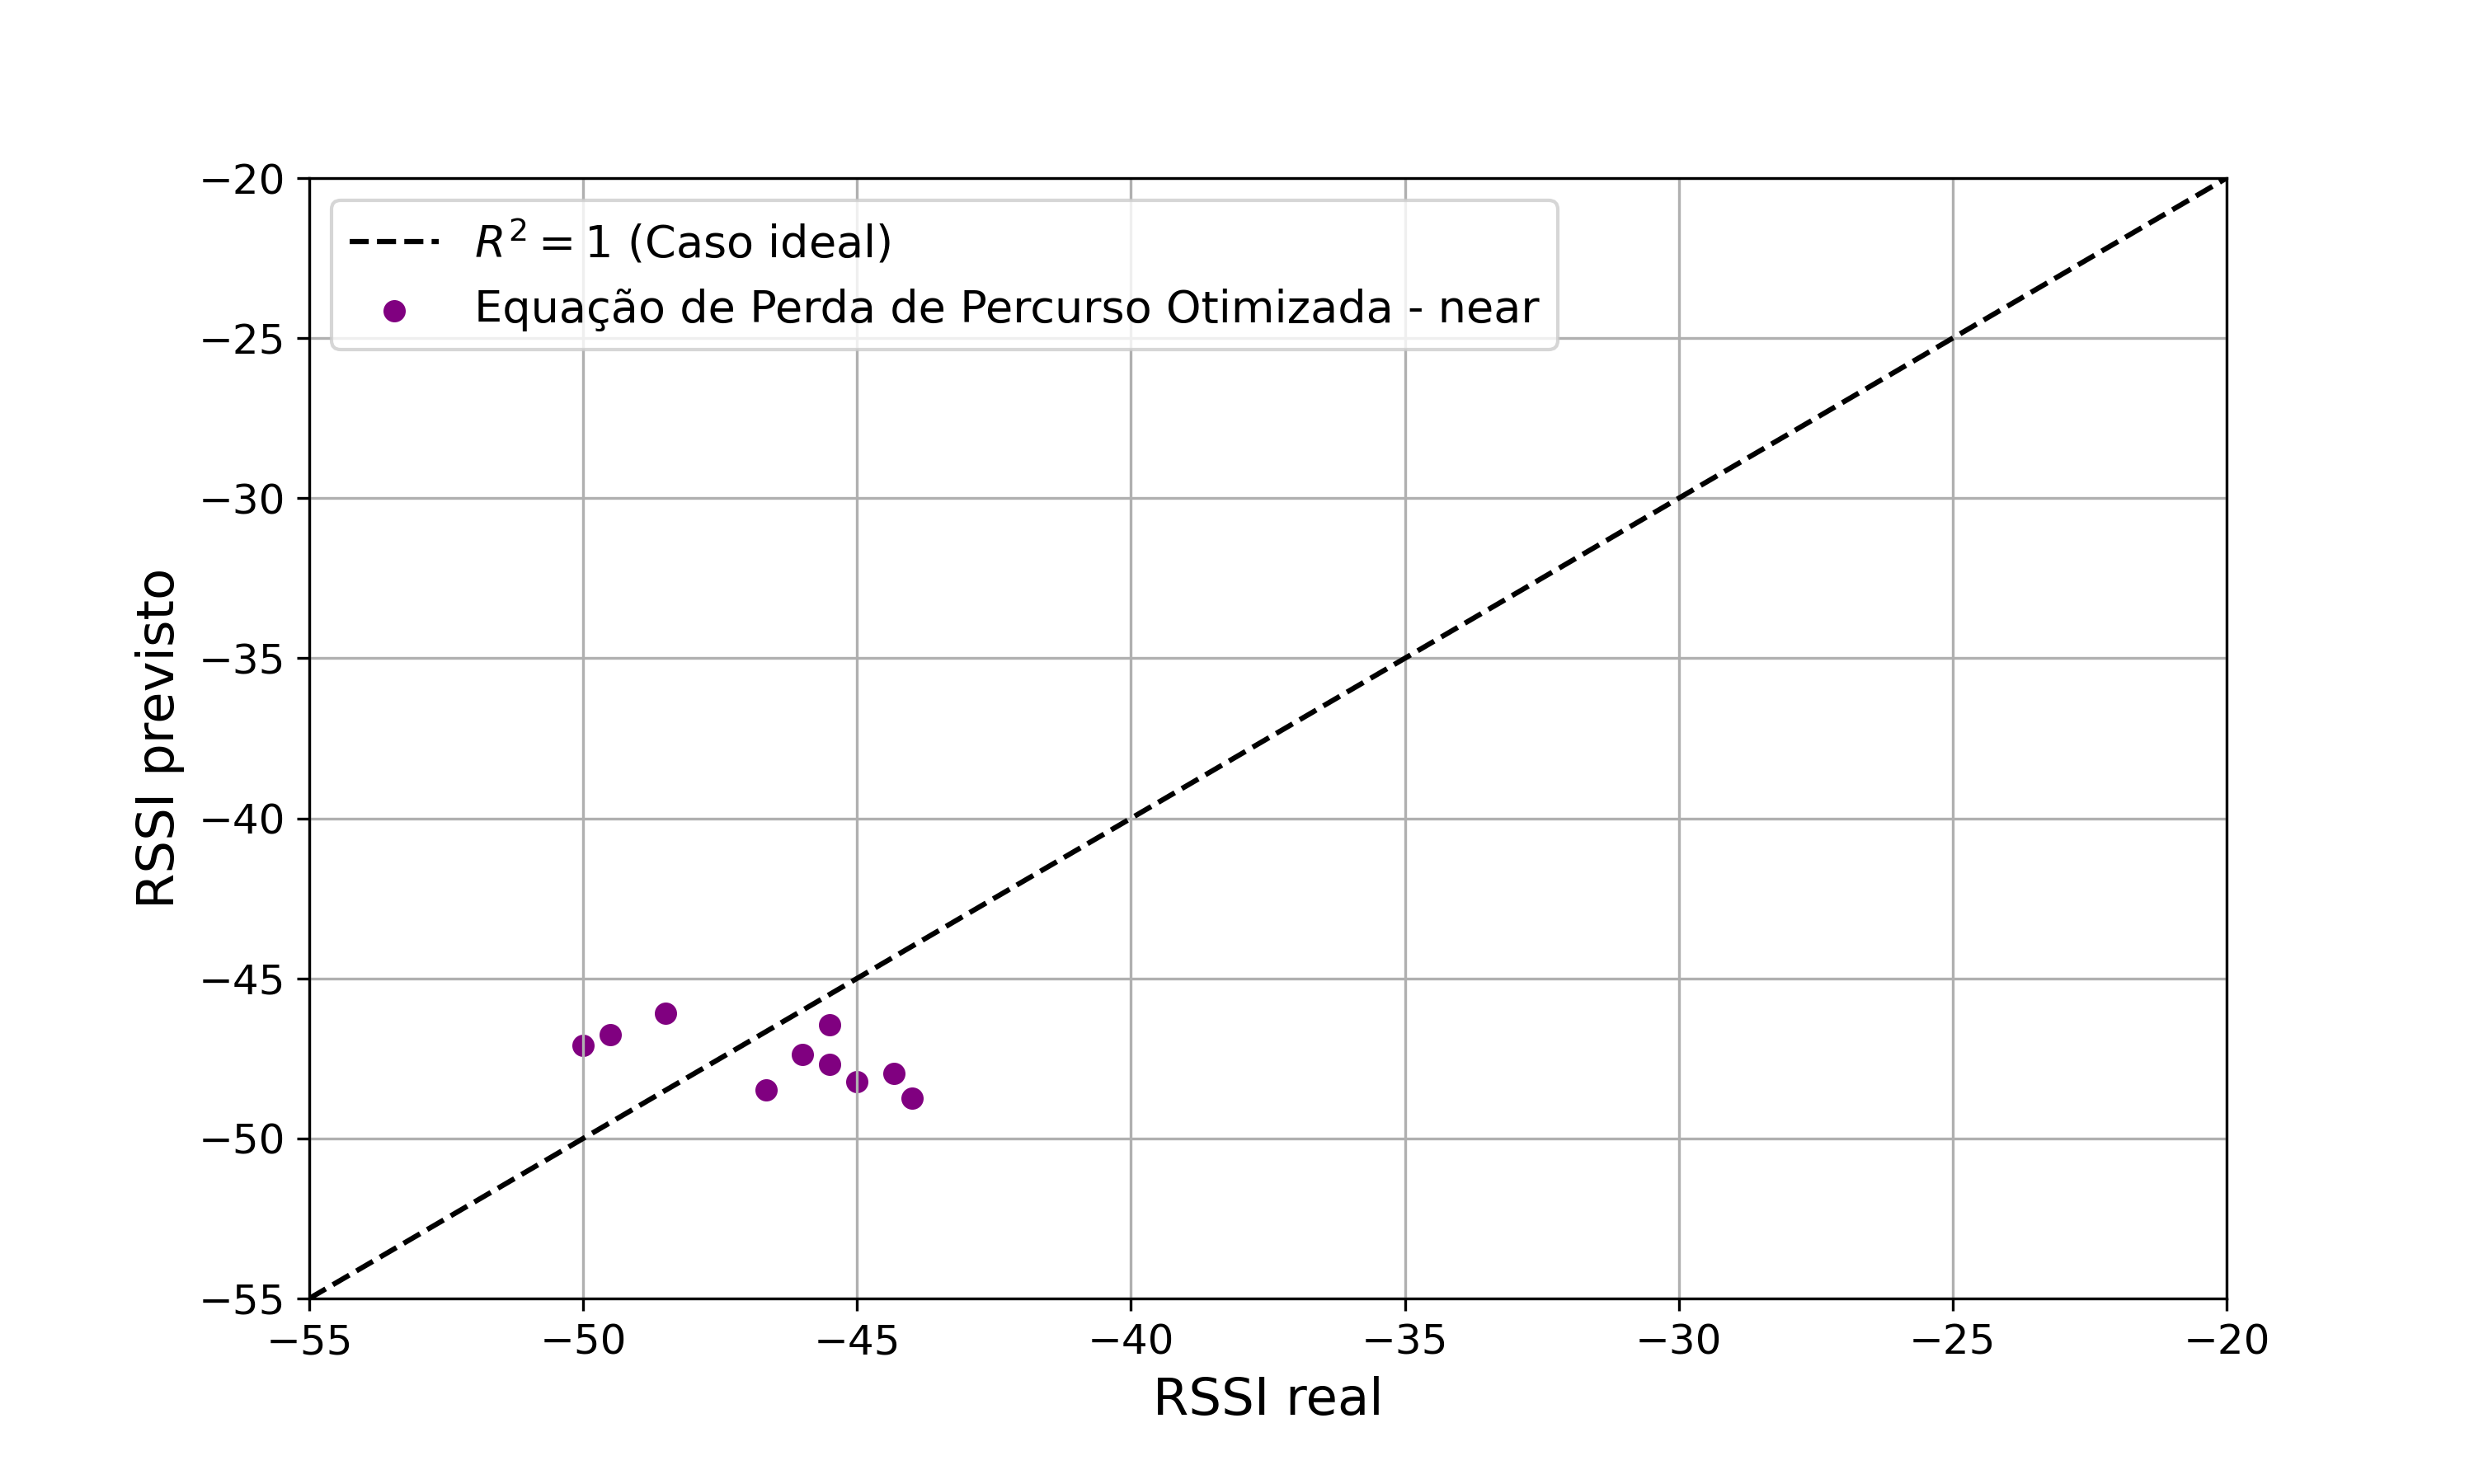 R² = 1 (Caso ideal)
Equação de Perda de Percurso Otimizada - near
−20
−25
−30
−35
−40
−45
−50
−55
RSSI previsto
−55 −50 −45 −40 −35 −30 −25 −20
RSSI real